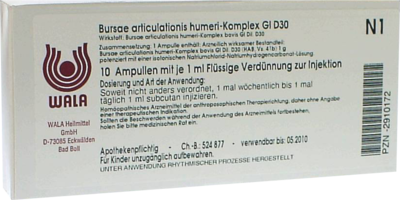 Bursae articulationis humeri-Komplex Gl D30
Wirkstoff: Bursae articulationis humeri-Komplex bovis Gl Dil. D30
N1
Zusammensetzung: 1 Ampulle enthält: Arzneilich wirksamer Bestandteil:
Bursae articulationis humeri-Komplex bovis Gl Dil. D30 (HAB, Vs. 41b) 1 g
potenziert mit einer isotonischen Natriumchlorid-Natriumhydrogencarbonat-Lösung.
10 Ampullen mit je 1 ml Flüssige Verdünnung zur Injektion
Dosierung und Art der Anwendung:
Soweit nicht anders verordnet, 1 mal wöchentlich bis 1 mal
täglich 1 ml subcutan injizieren.
Homöopathisches Arzneimittel der anthroposophischen Therapierichtung, daher ohne Angabe
einer therapeutischen Indikation.
Sollten während der Anwendung des Arzneimittels Beschwerden fortbestehen,
holen Sie bitte medizinischen Rat ein.
WALA
WALA Heilmittel
GmbH
D-73085 Eckwälden
Bad Boll
Apothekenpflichtig - Ch.-B.: 524877 - verwendbar bis 05.2010
Für Kinder unzugänglich aufbewahren.
UNTER ANWENDUNG RHYTHMISCHER PROZESSE HERGESTELLT
PZN -2910172